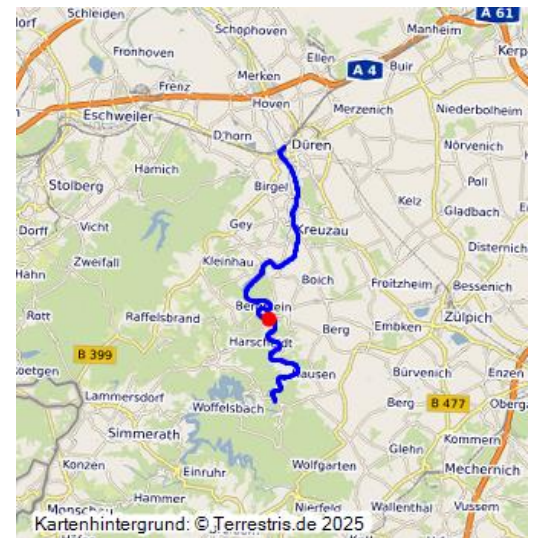 Schleiden
Manheim
A 61
Schophoven
Fronhoven
Ellen
Buir
Kerp
Merken
A 4
Frenz
Hoven
Merzenich
Niederbolheim
Eschweiler
D'horn
Düren
Nörvenich
Hamich
Birgel
Poll
Stolberg
Kelz
Gladbach
Dorff
Vicht
Gey
Kreuzau
Disternich
Zweifall
Kleinhau
Hahn
Boich
Froitzheim
Bessenich
Rott
Raffelsbrand
Berg
Embken
Zülpich
B 399
Lammersdorf
Bürvenich
Enzen
Woffelsbach
Berg
B 477
Simmerath
Glehn
Kommern
Konzen
Einruhr
Wolfgarten
Mechernich
Hammer
Monschau
Nierfeld
Wallenthal
Vussem
Kartenhintergrund: © Terrestris.de 2025